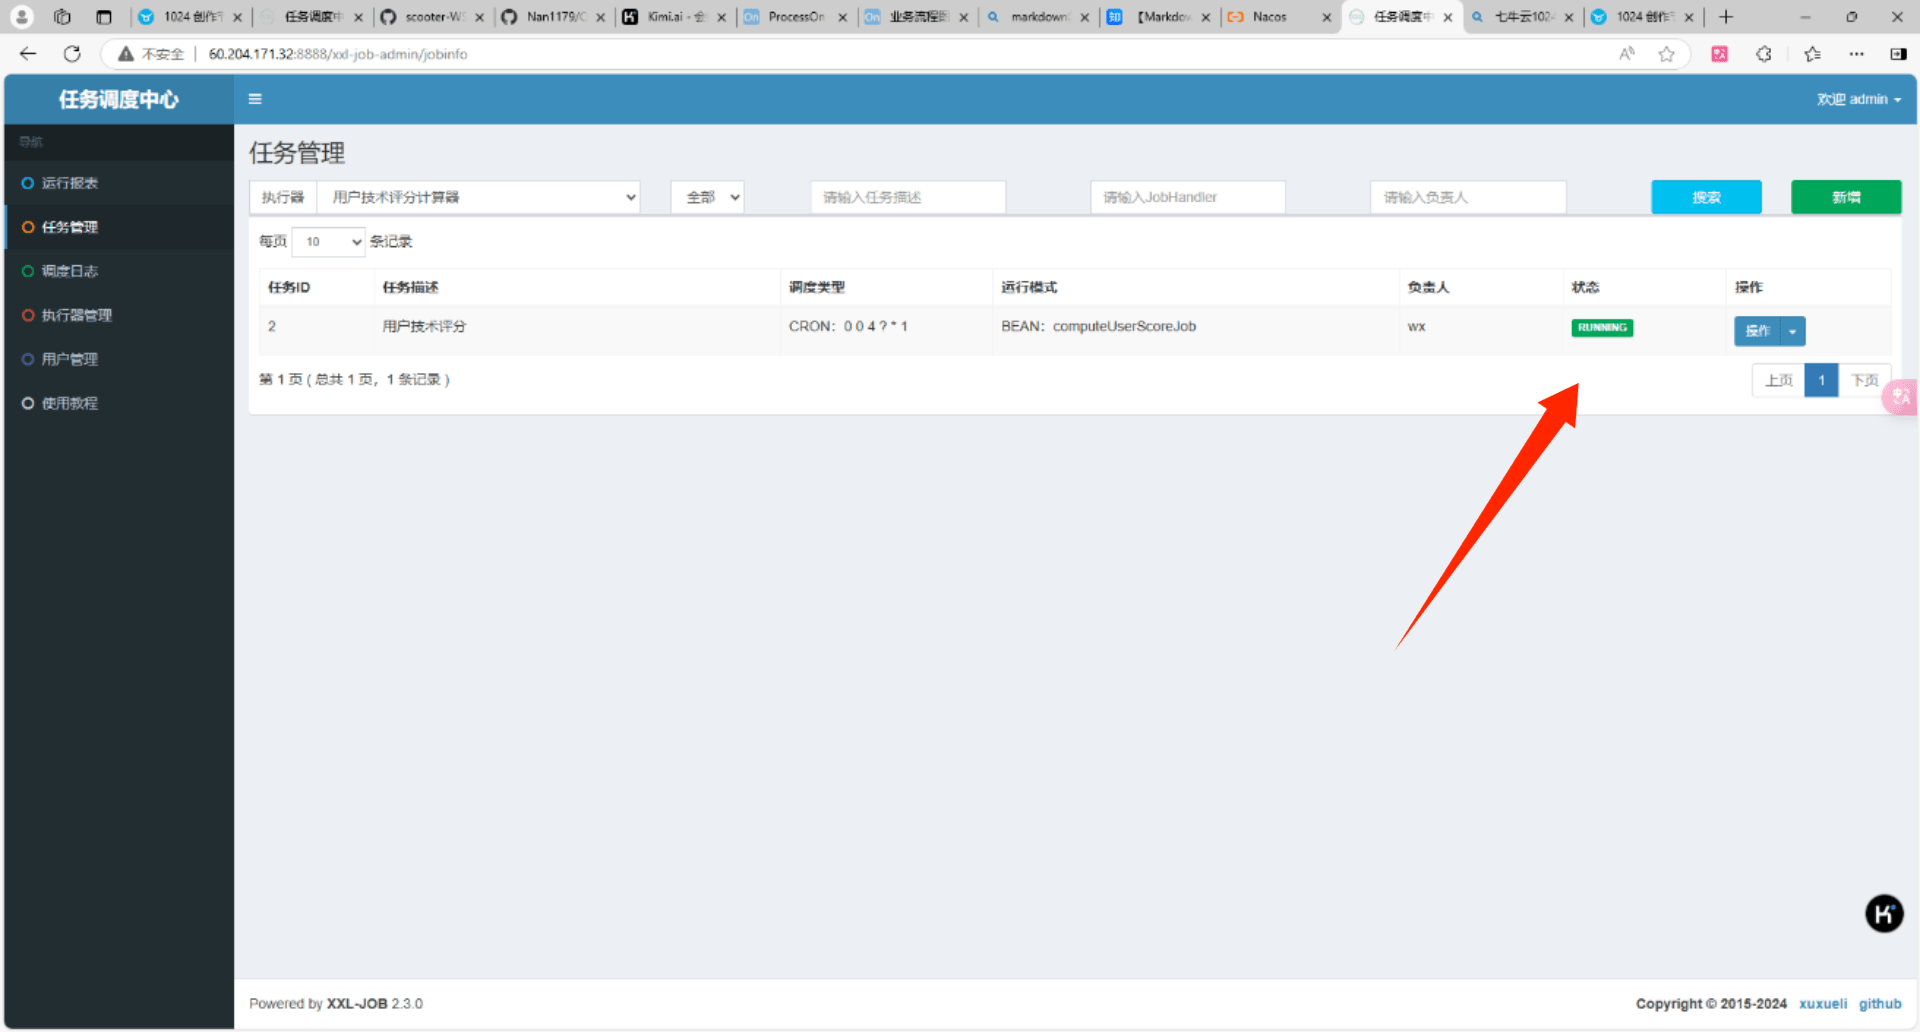 1024 创作节
任务调度中
scooter-WS
Nan1179/C
Kimi.ai - 会
ProcessOn
业务流程图
markdown
【Markdow
Nacos
任务调度中
七牛云1024
1024 创作节
不安全 60.204.171.32:8888/xxl-job-admin/jobinfo
任务调度中心
欢迎 admin
导航
运行报表
任务管理
调度日志
执行器管理
用户管理
使用教程
任务管理
执行器 用户技术评分计算器 全部 请输入任务描述 请输入JobHandler 请输入负责人 搜索 新增
每页 10 条记录
任务ID 任务描述 调度类型 运行模式 负责人 状态 操作
2 用户技术评分 CRON：0 0 4 ? * 1 BEAN：computeUserScoreJob wx RUNNING 操作
第 1 页 ( 总共 1 页，1 条记录 )
上页 1 下页
Powered by XXL-JOB 2.3.0
Copyright © 2015-2024 xuxueli github